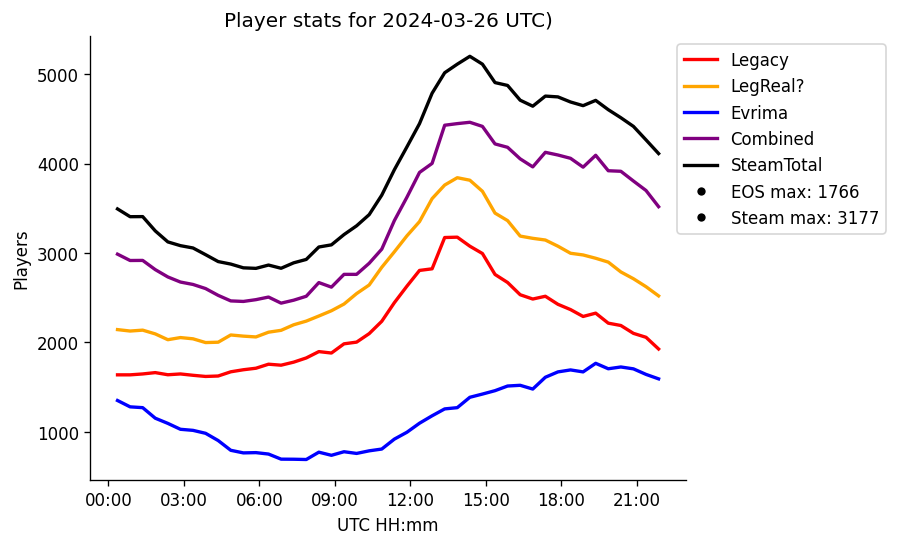 Player stats for 2024-03-26 UTC)
Players
5000
4000
3000
2000
1000
00:00 03:00 06:00 09:00 12:00 15:00 18:00 21:00
UTC HH:mm
Legacy
LegReal?
Evrima
Combined
SteamTotal
EOS max: 1766
Steam max: 3177